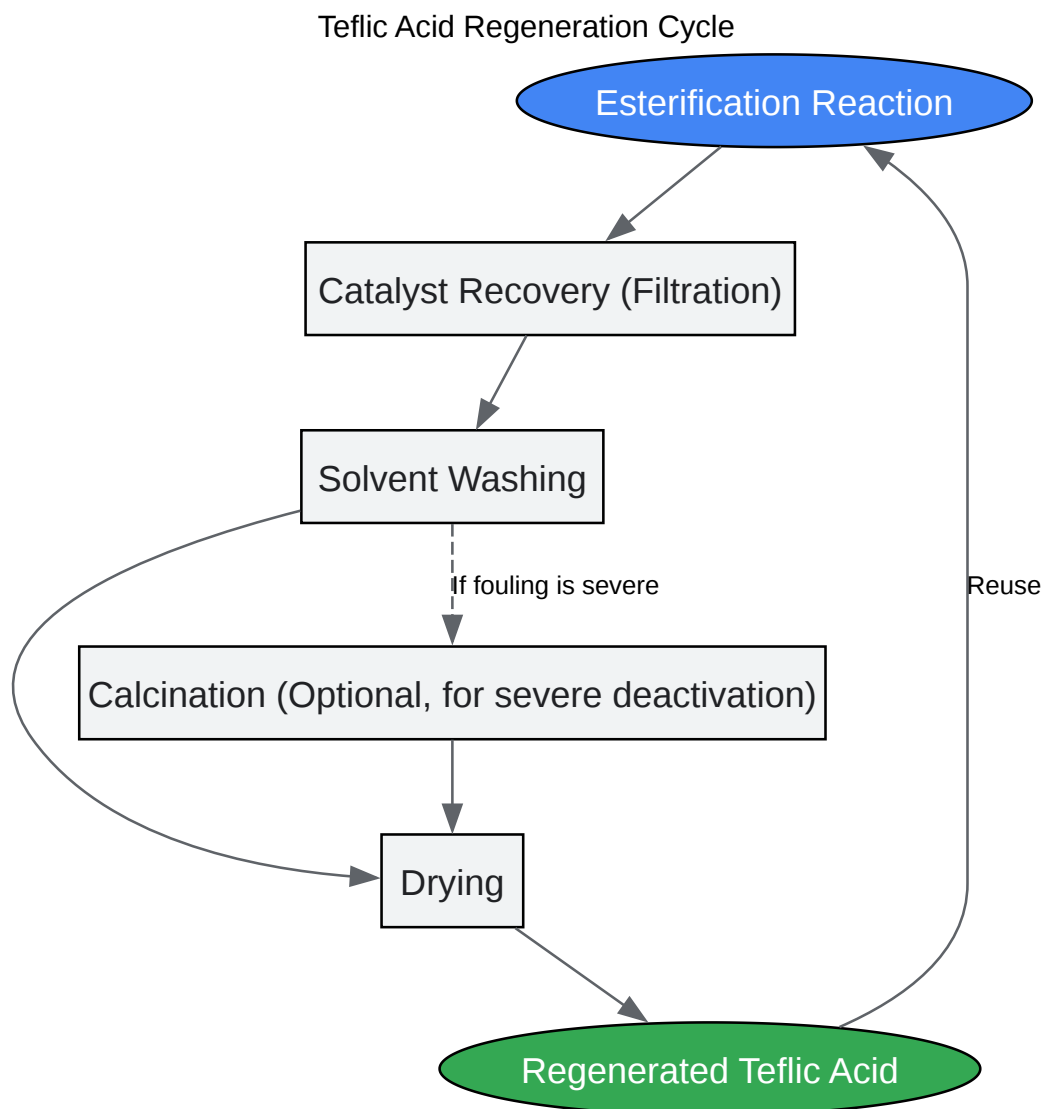 Teflic Acid Regeneration Cycle
Esterification Reaction
Catalyst Recovery (Filtration)
Solvent Washing
If fouling is severe
Reuse
Calcination (Optional, for severe deactivation)
Drying
Regenerated Teflic Acid